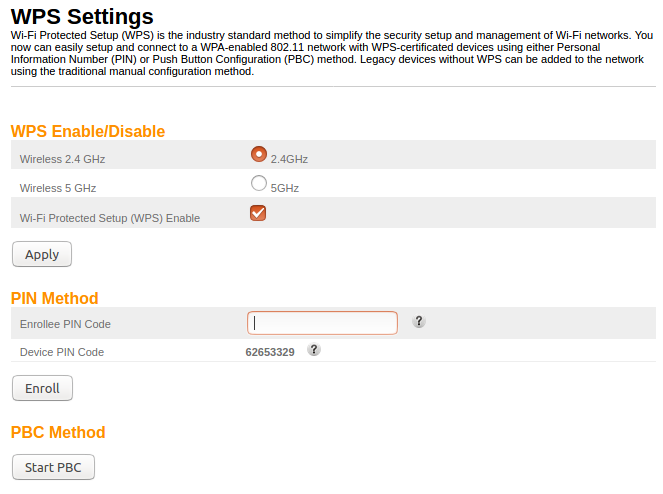 WPS Settings
Wi-Fi Protected Setup (WPS) is the industry standard method to simplify the security setup and management of Wi-Fi networks. You
now can easily setup and connect to a WPA-enabled 802.11 network with WPS-certificated devices using either Personal
Information Number (PIN) or Push Button Configuration (PBC) method. Legacy devices without WPS can be added to the network
using the traditional manual configuration method.
WPS Enable/Disable
Wireless 2.4 GHz 2.4GHz
Wireless 5 GHz 5GHz
Wi-Fi Protected Setup (WPS) Enable
Apply
PIN Method
Enrollee PIN Code ?
Device PIN Code 62653329 ?
Enroll
PBC Method
Start PBC